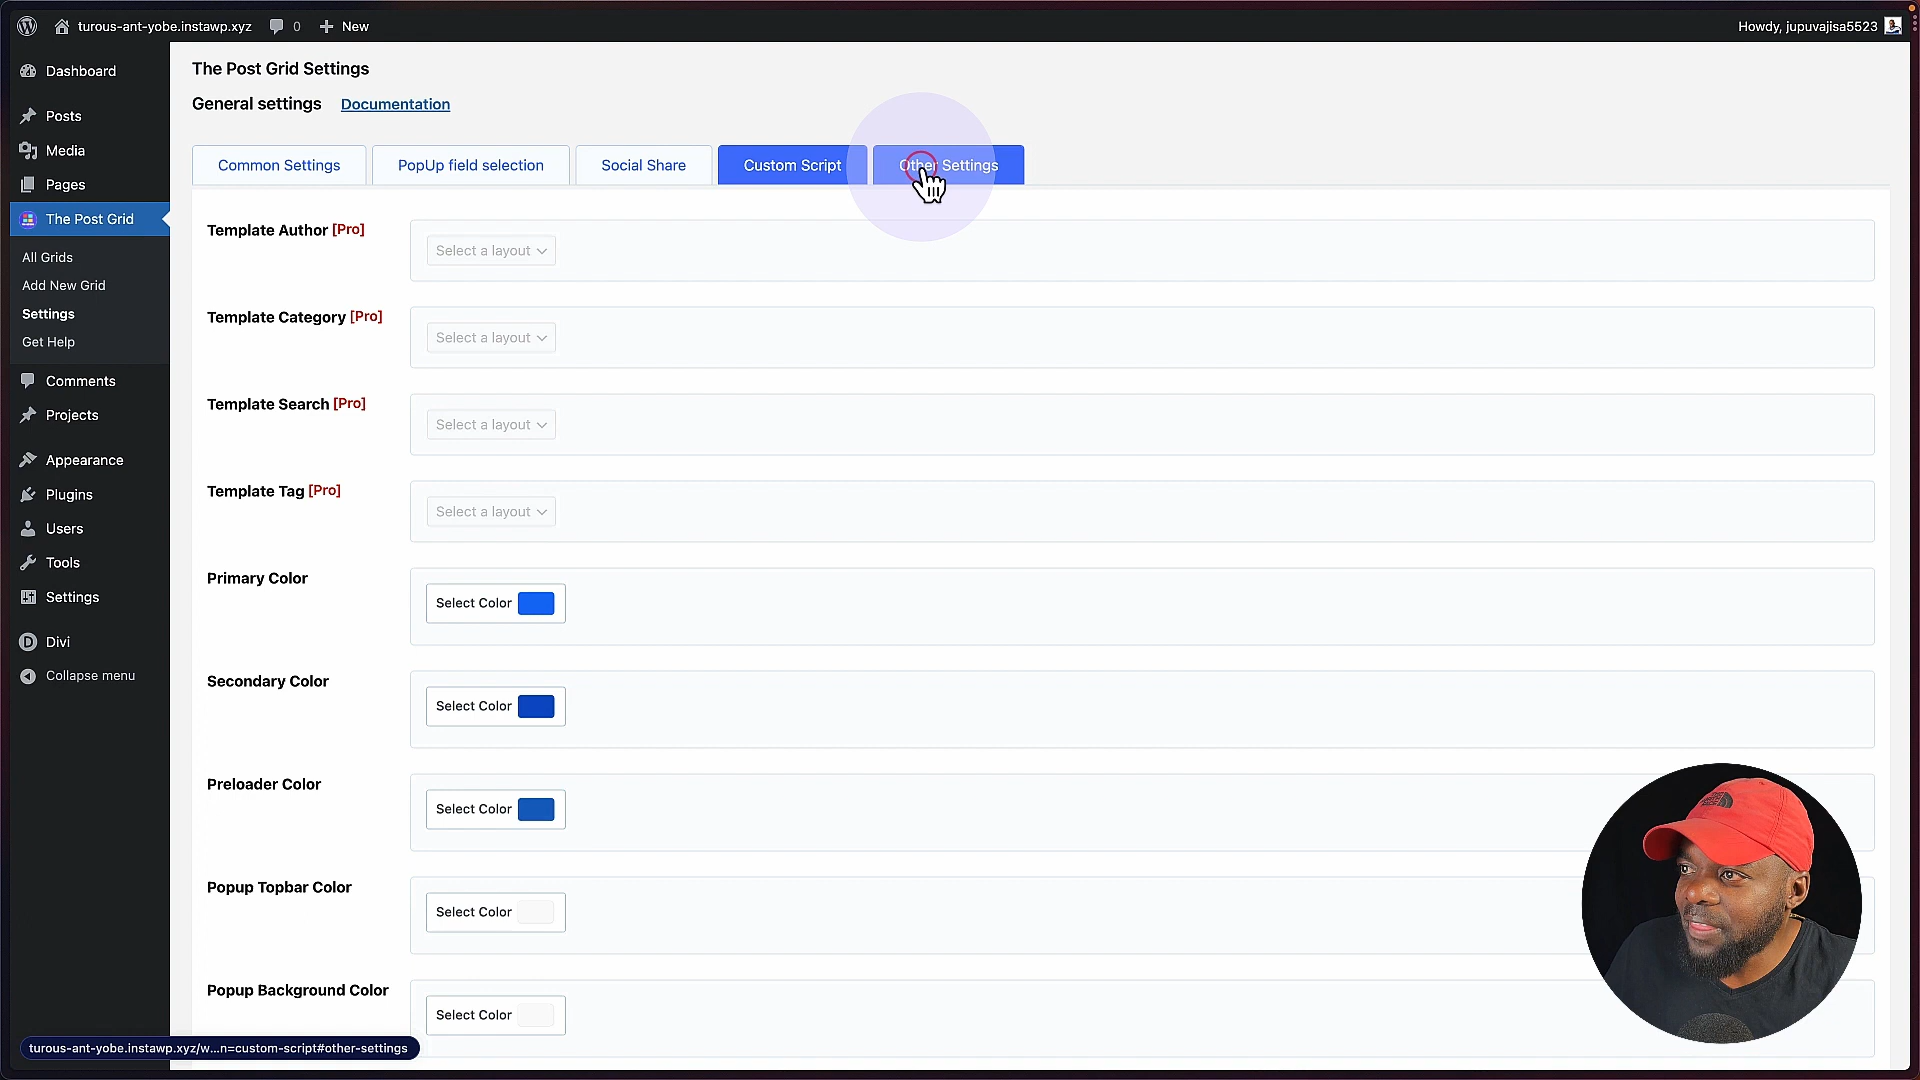 turous-ant-yobe.instawp.xyz 0 New Howdy, jupuvajisa5523
Dashboard
Posts
Media
Pages
The Post Grid
All Grids
Add New Grid
Settings
Get Help
Comments
Projects
Appearance
Plugins
Users
Tools
Settings
Divi
Collapse menu
The Post Grid Settings
General settings Documentation
Common Settings PopUp field selection Social Share Custom Script Other Settings
Template Author [Pro] Select a layout
Template Category [Pro] Select a layout
Template Search [Pro] Select a layout
Template Tag [Pro] Select a layout
Primary Color Select Color
Secondary Color Select Color
Preloader Color Select Color
Popup Topbar Color Select Color
Popup Background Color Select Color
turous-ant-yobe.instawp.xyz/w...n=custom-script#other-settings